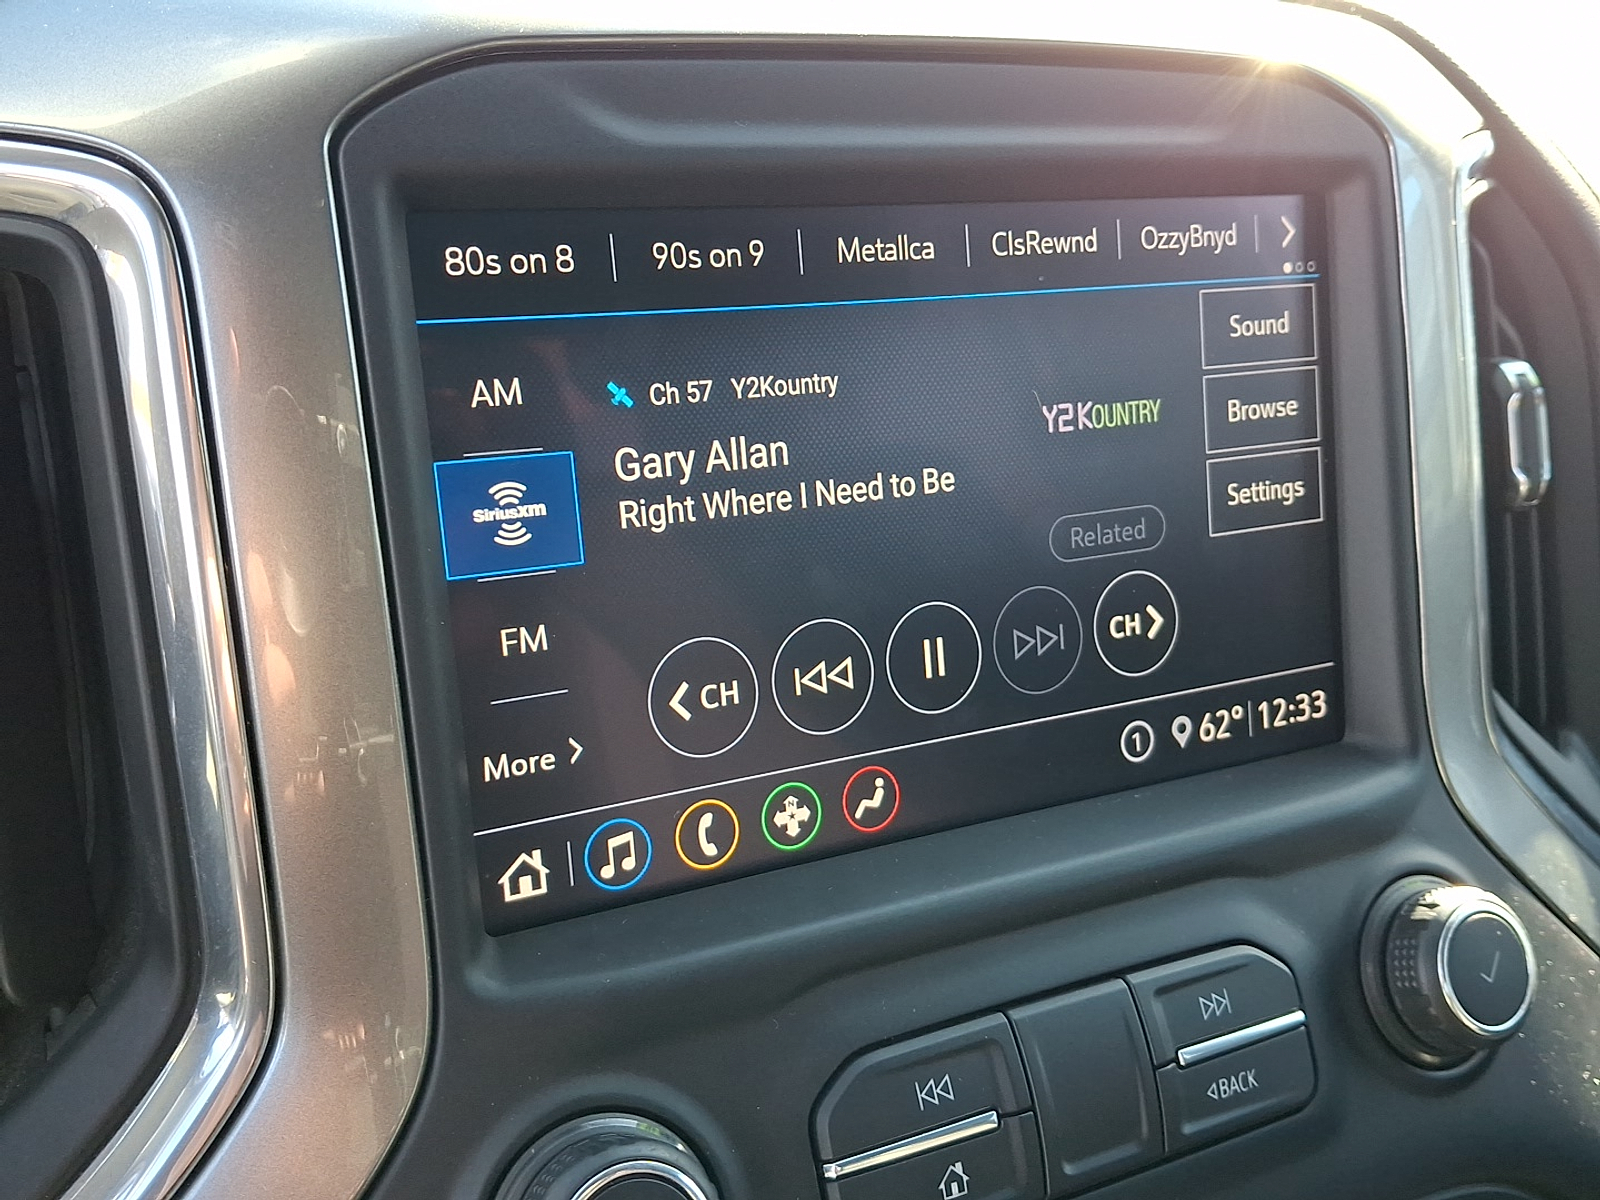 80s on 8 90s on 9 Metallca ClsRewnd OzzyBnyd
Sound
AM
Ch 57 Y2Kountry
Y2KOUNTRY
Browse
Gary Allan
Right Where I Need to Be
SiriusXM
Settings
Related
FM
CH
CH
More
1 62° 12:33
N
BACK